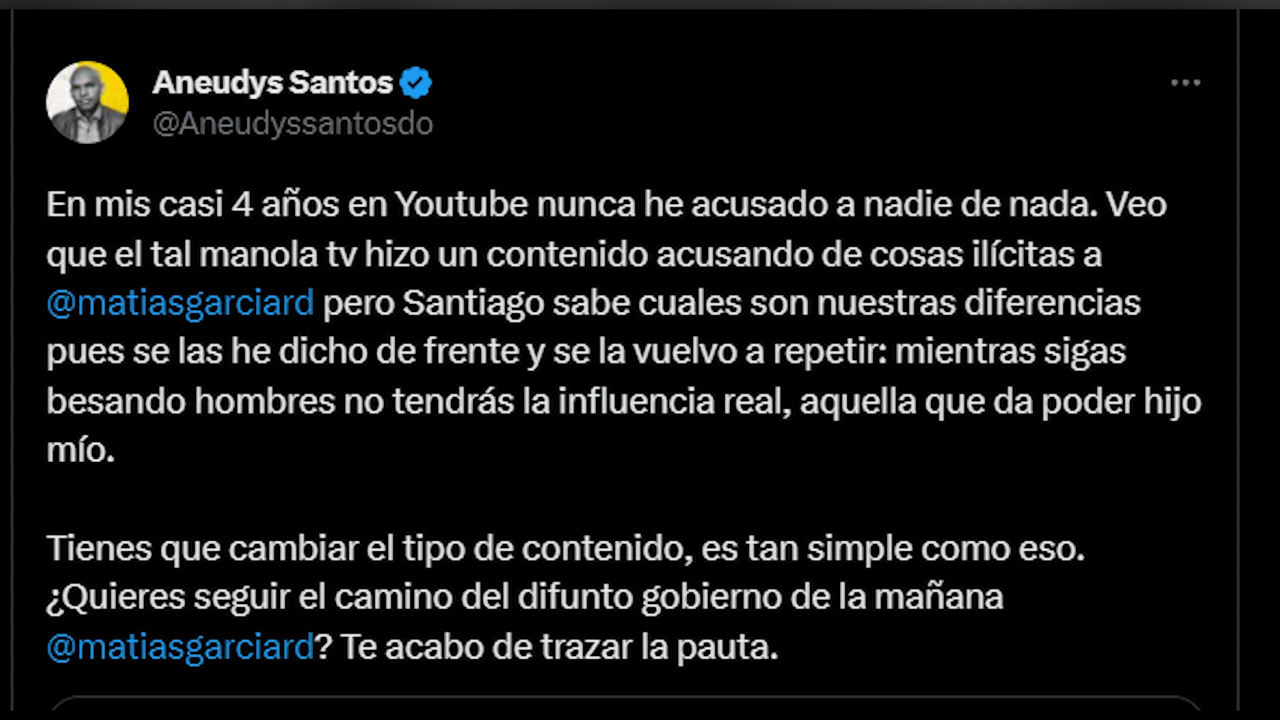 Aneudys Santos
@Aneudyssantosdo
En mis casi 4 años en Youtube nunca he acusado a nadie de nada. Veo
que el tal manola tv hizo un contenido acusando de cosas ilícitas a
@matiasgarciard pero Santiago sabe cuales son nuestras diferencias
pues se las he dicho de frente y se la vuelvo a repetir: mientras sigas
besando hombres no tendrás la influencia real, aquella que da poder hijo
mío.
Tienes que cambiar el tipo de contenido, es tan simple como eso.
¿Quieres seguir el camino del difunto gobierno de la mañana
@matiasgarciard? Te acabo de trazar la pauta.